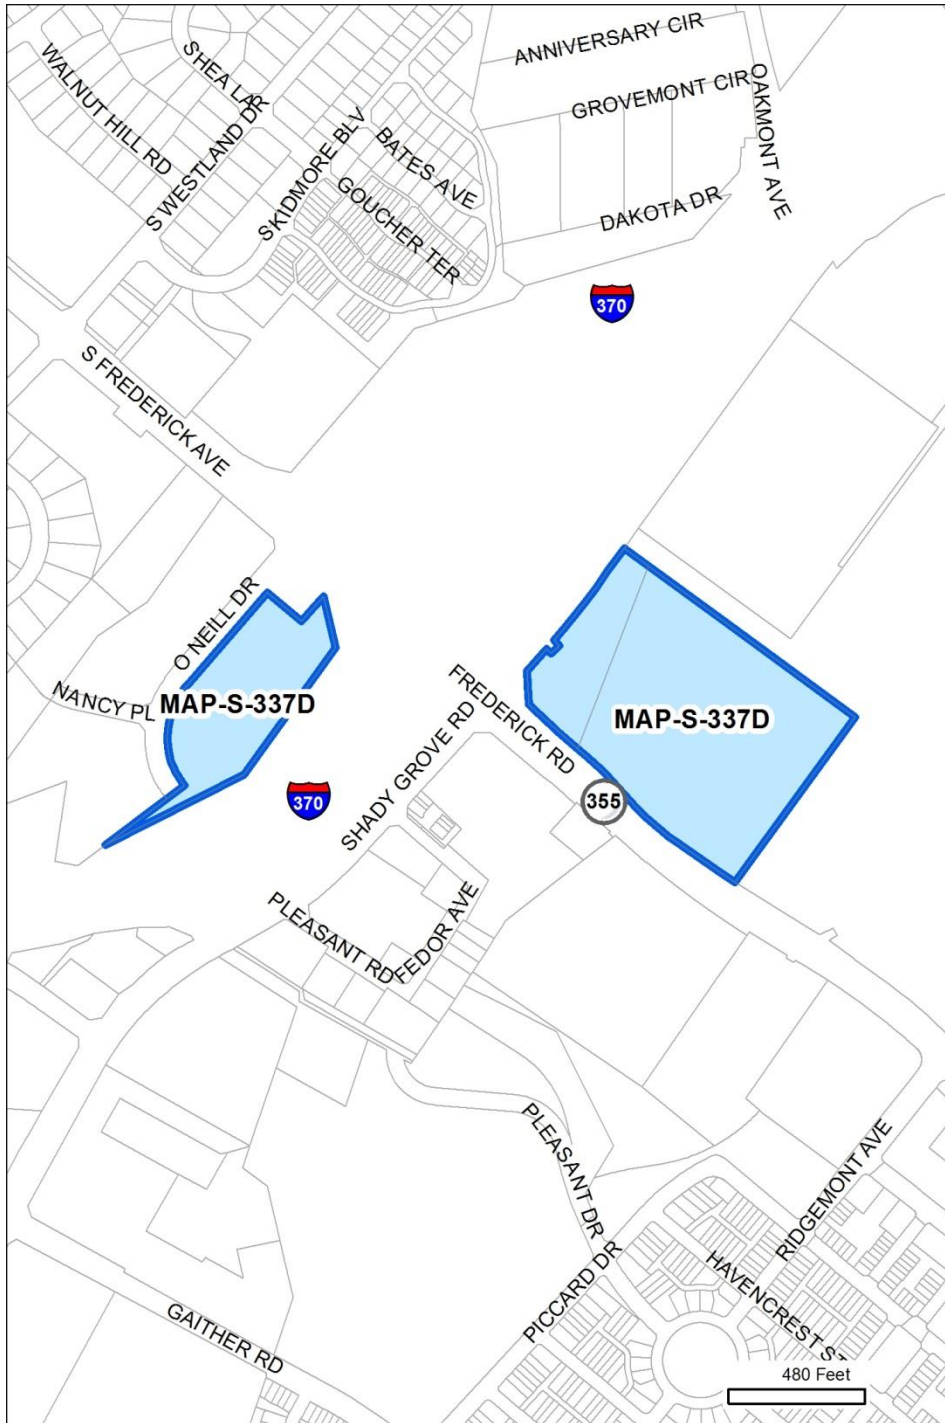 ANNIVERSARY CIR
SHEA LA
WALNUT HILL RD
GROVEMONT CIR
OAKMONT AVE
S WESTLAND DR
SKIDMORE BLV
BATES AVE
GOUCHER TER
DAKOTA DR
370
S FREDERICK AVE
O NEILL DR
NANCY PL
MAP-S-337D
FREDERICK RD
MAP-S-337D
SHADY GROVE RD
370
355
PLEASANT RD
FEDOR AVE
PLEASANT DR
RIDGEMONT AVE
PICCARD DR
HAVENCREST ST
GAITHER RD
480 Feet